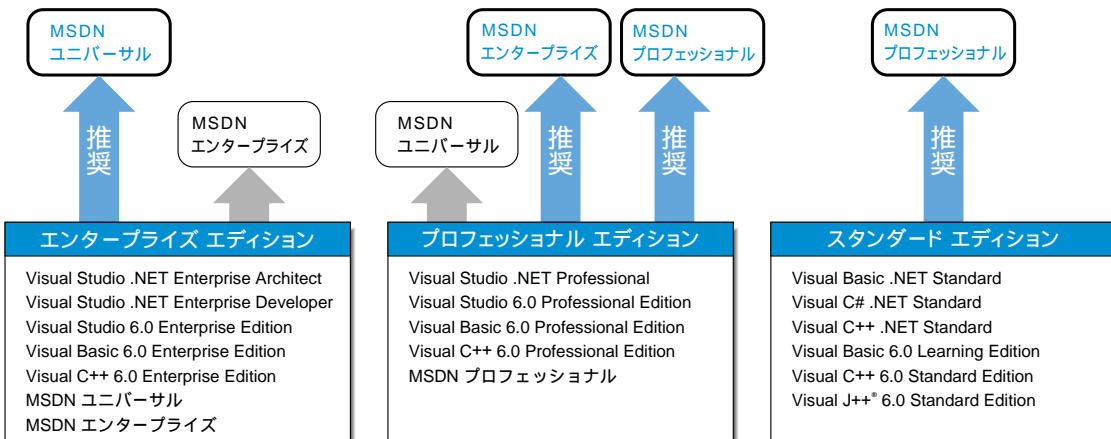 MSDN
ユニバーサル
推奨
MSDN
エンタープライズ
エンタープライズ エディション
Visual Studio .NET Enterprise Architect
Visual Studio .NET Enterprise Developer
Visual Studio 6.0 Enterprise Edition
Visual Basic 6.0 Enterprise Edition
Visual C++ 6.0 Enterprise Edition
MSDN ユニバーサル
MSDN エンタープライズ
MSDN
ユニバーサル
MSDN
エンタープライズ
推奨
MSDN
プロフェッショナル
推奨
プロフェッショナル エディション
Visual Studio .NET Professional
Visual Studio 6.0 Professional Edition
Visual Basic 6.0 Professional Edition
Visual C++ 6.0 Professional Edition
MSDN プロフェッショナル
MSDN
プロフェッショナル
推奨
スタンダード エディション
Visual Basic .NET Standard
Visual C# .NET Standard
Visual C++ .NET Standard
Visual Basic 6.0 Learning Edition
Visual C++ 6.0 Standard Edition
Visual J++® 6.0 Standard Edition